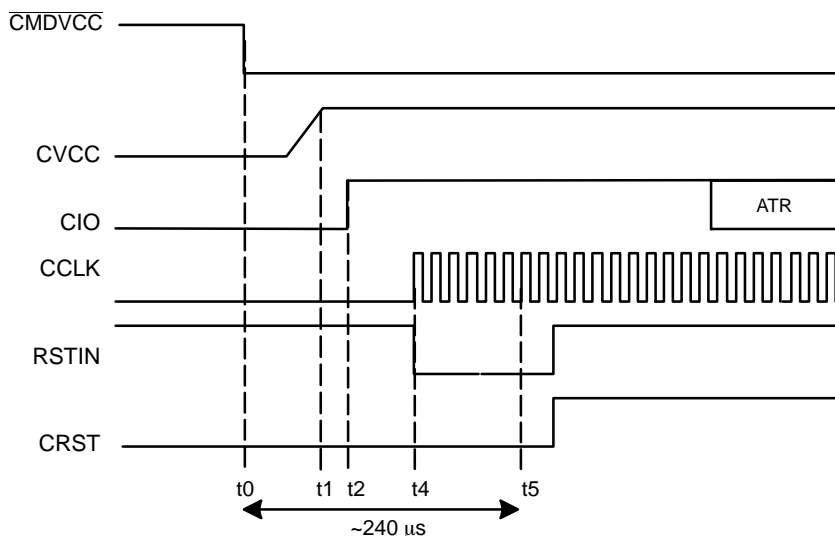 CMDVCC
CVCC
CIO
ATR
CCLK
RSTIN
CRST
t0 t1 t2 t4 t5
~240 μs